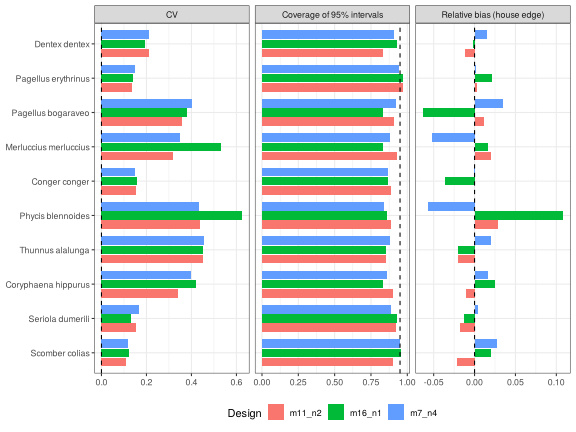 CV
Coverage of 95% intervals
Relative bias (house edge)
Dentex dentex
Pagellus erythrinus
Pagellus bogaraveo
Merluccius merluccius
Conger conger
Phycis blennoides
Thunnus alalunga
Coryphaena hippurus
Seriola dumerili
Scomber colias
0.0 0.2 0.4 0.6
0.00 0.25 0.50 0.75 1.00
-0.05 0.00 0.05 0.10
Design m11_n2 m16_n1 m7_n4